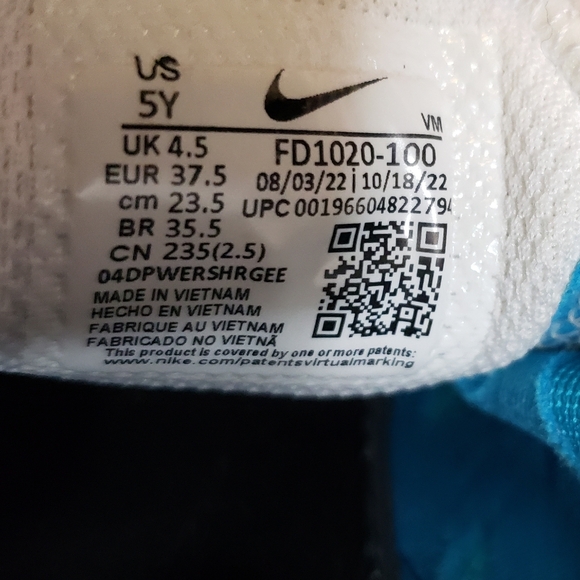 US
5Y
VM
UK 4.5 FD1020-100
EUR 37.5 08/03/22 | 10/18/22
cm 23.5 UPC 00196604822794
BR 35.5
CN 235(2.5)
04DPWERSHRGEE
MADE IN VIETNAM
HECHO EN VIETNAM
FABRIQUE AU VIETNAM
FABRICADO NO VIETNÃ
This product is covered by one or more patents:
www.nike.com/patentsvirtualmarking